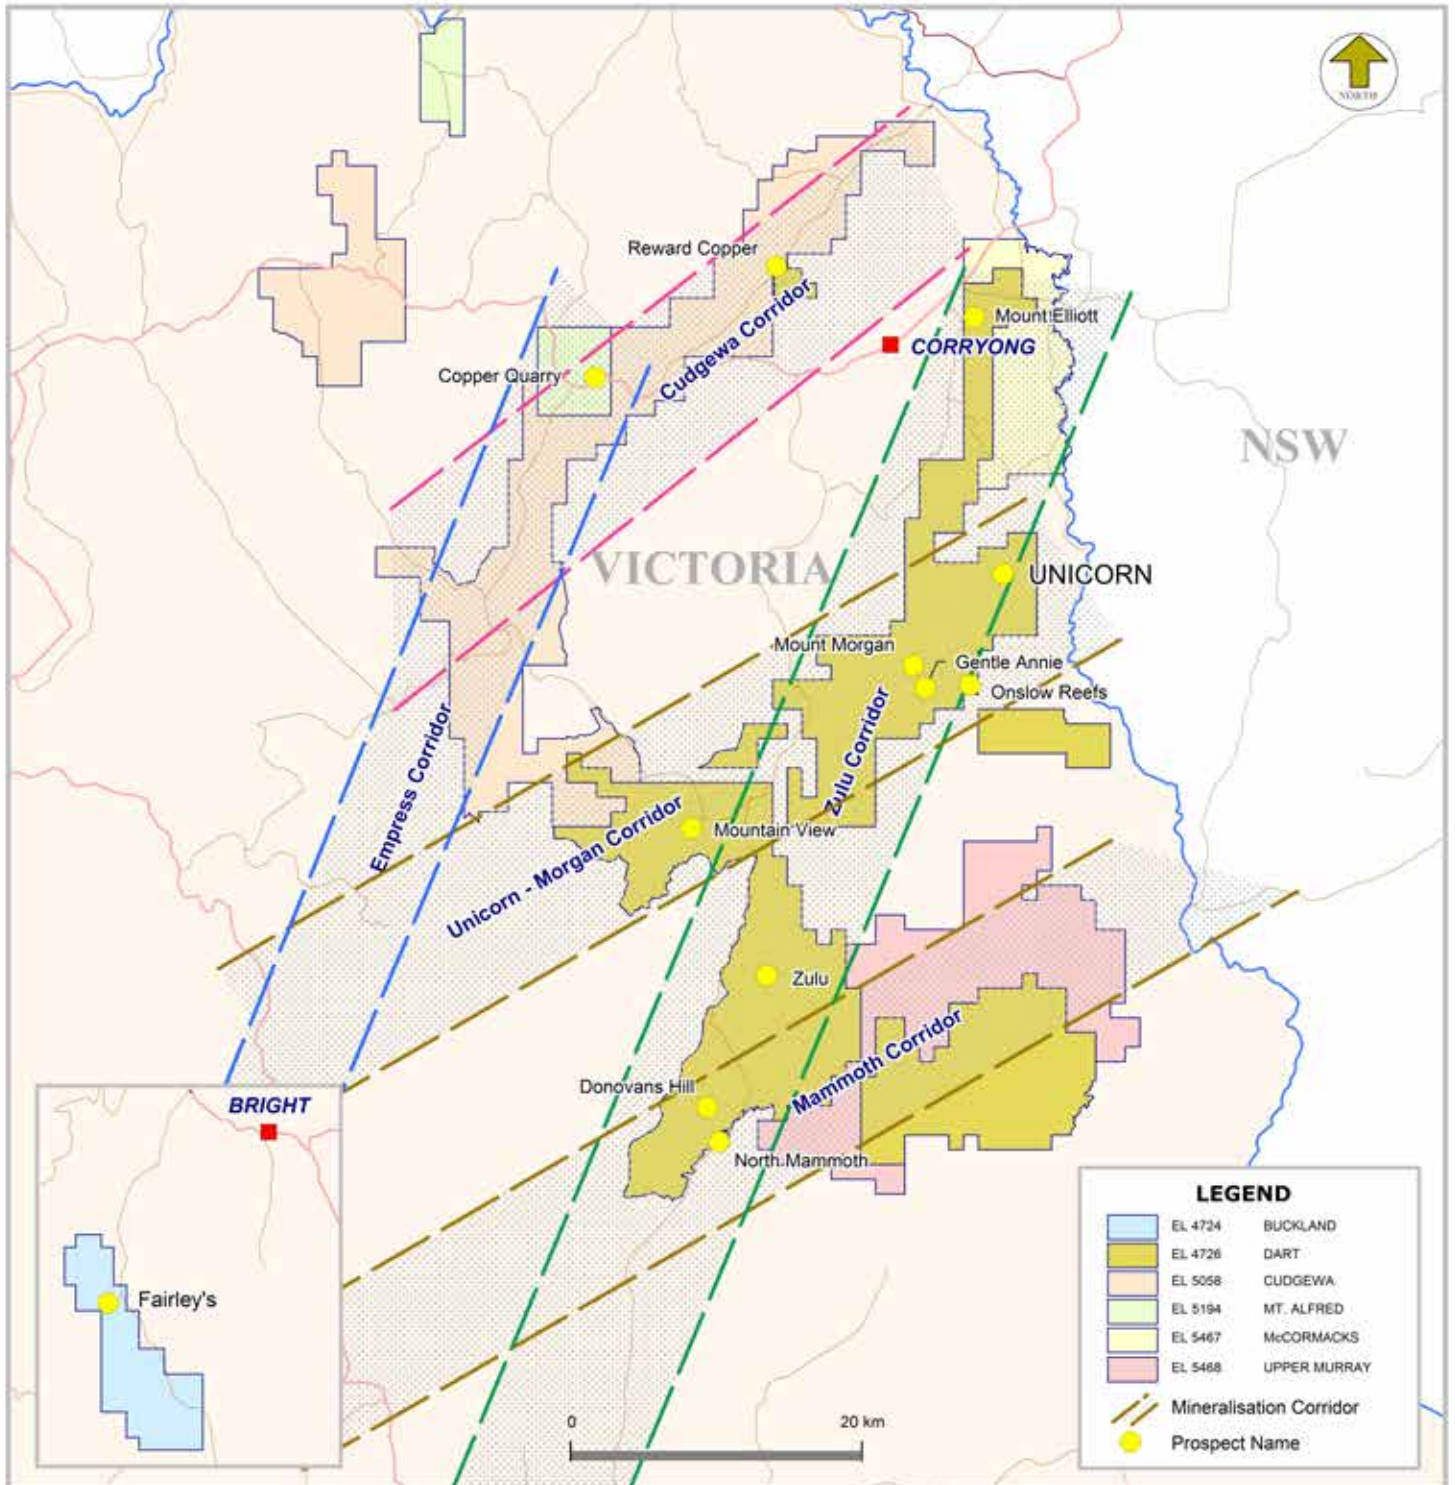 NORTH
Reward Copper
Cudgewa Corridor
Mount Elliott
CORRYONG
Copper Quarry
NSW
VICTORIA
UNICORN
Mount Morgan
Gentle Annie
Onslow Reefs
Empress Corridor
Zulu Corridor
Unicorn - Morgan Corridor
Mountain View
Zulu
Mammoth Corridor
Donovans Hill
BRIGHT
North Mammoth
Fairley's
LEGEND
EL 4724 BUCKLAND
EL 4726 DART
EL 5058 CUDGEWA
EL 5194 MT. ALFRED
EL 5467 McCORMACKS
EL 5468 UPPER MURRAY
Mineralisation Corridor
Prospect Name
0 20 km